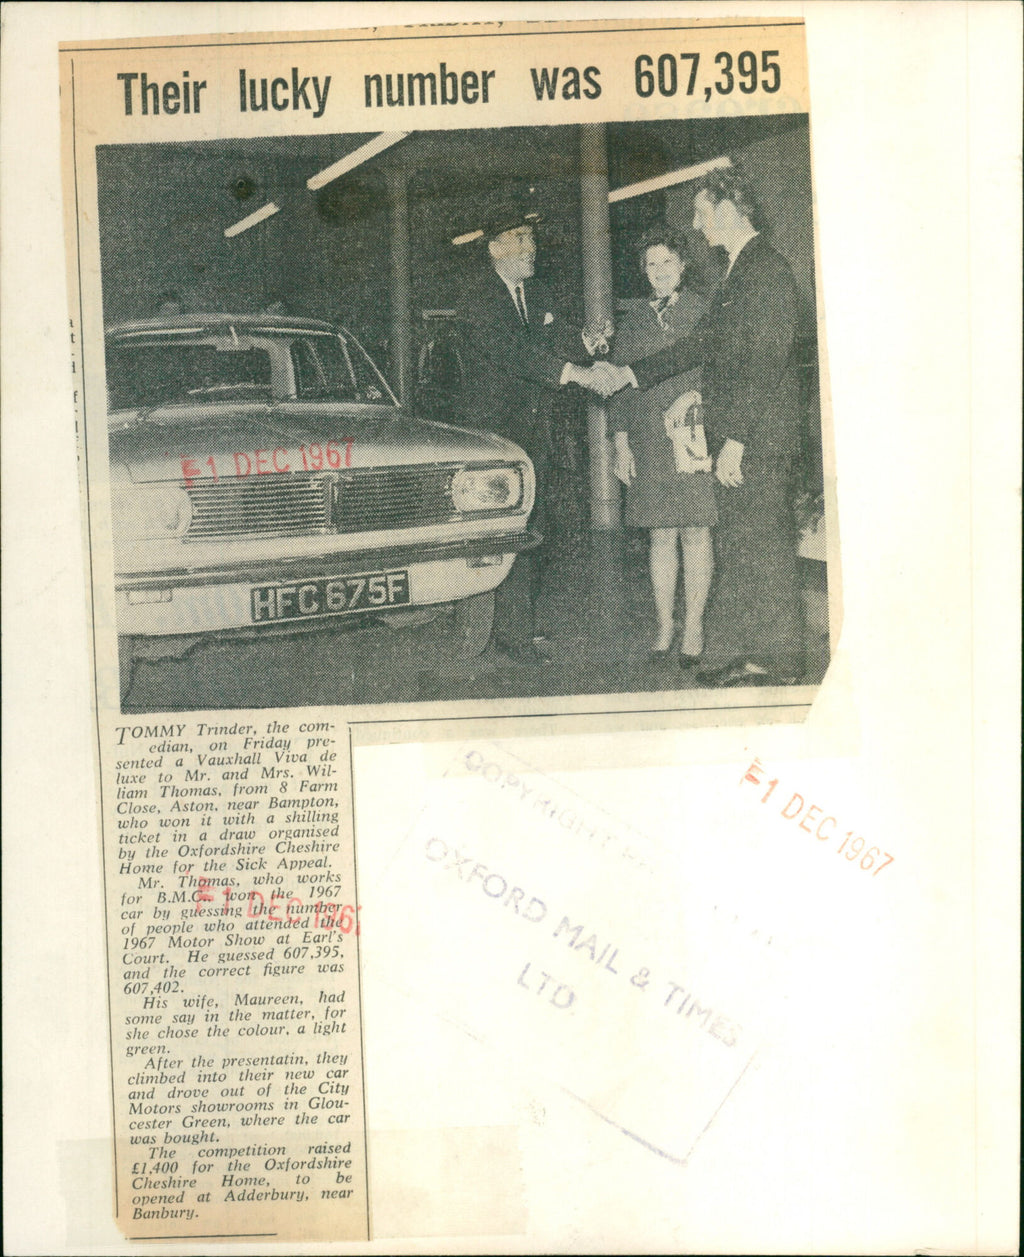 Their lucky number was 607,395
F1 DEC 1967
HFC 675F
TOMMY Trinder, the com-
edian, on Friday pre-
sented a Vauxhall Viva de
luxe to Mr. and Mrs. Wil-
liam Thomas, from 8 Farm
Close, Aston, near Bampton,
who won it with a shilling
ticket in a draw organised
by the Oxfordshire Cheshire
Home for the Sick Appeal.
Mr. Thomas, who works
for B.M.C. won the 1967
car by guessing the number
of people who attended the
1967 Motor Show at Earl's
Court. He guessed 607,395,
and the correct figure was
607,402.
His wife, Maureen, had
some say in the matter, for
she chose the colour, a light
green.
After the presentatin, they
climbed into their new car
and drove out of the City
Motors showrooms in Glou-
cester Green, where the car
was bought.
The competition raised
£1,400 for the Oxfordshire
Cheshire Home, to be
opened at Adderbury, near
Banbury.
F1 DEC 1967
F1 DEC 1967
COPYRIGHT
OXFORD MAIL & TIMES
LTD.